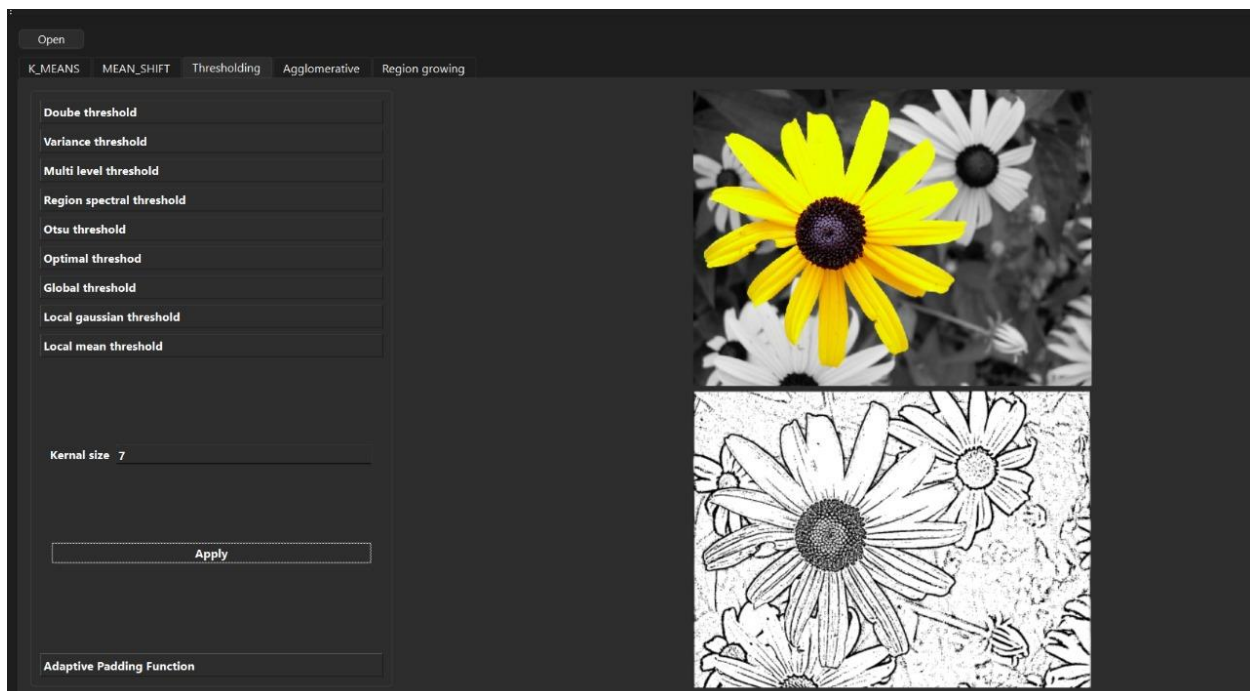 Open
K_MEANS MEAN_SHIFT Thresholding Agglomerative Region growing
Doube threshold
Variance threshold
Multi level threshold
Region spectral threshold
Otsu threshold
Optimal threshod
Global threshold
Local gaussian threshold
Local mean threshold
Kernal size 7
Apply
Adaptive Padding Function